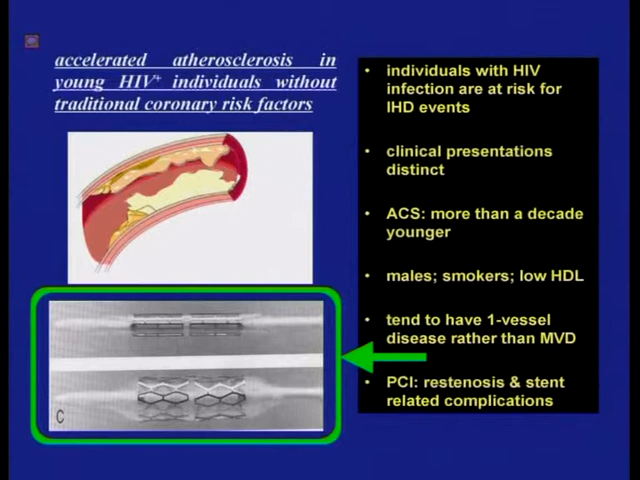 accelerated atherosclerosis in
young HIV+ individuals without
traditional coronary risk factors
• individuals with HIV
infection are at risk for
IHD events
• clinical presentations
distinct
• ACS: more than a decade
younger
• males; smokers; low HDL
• tend to have 1-vessel
disease rather than MVD
• PCI: restenosis & stent
related complications
C